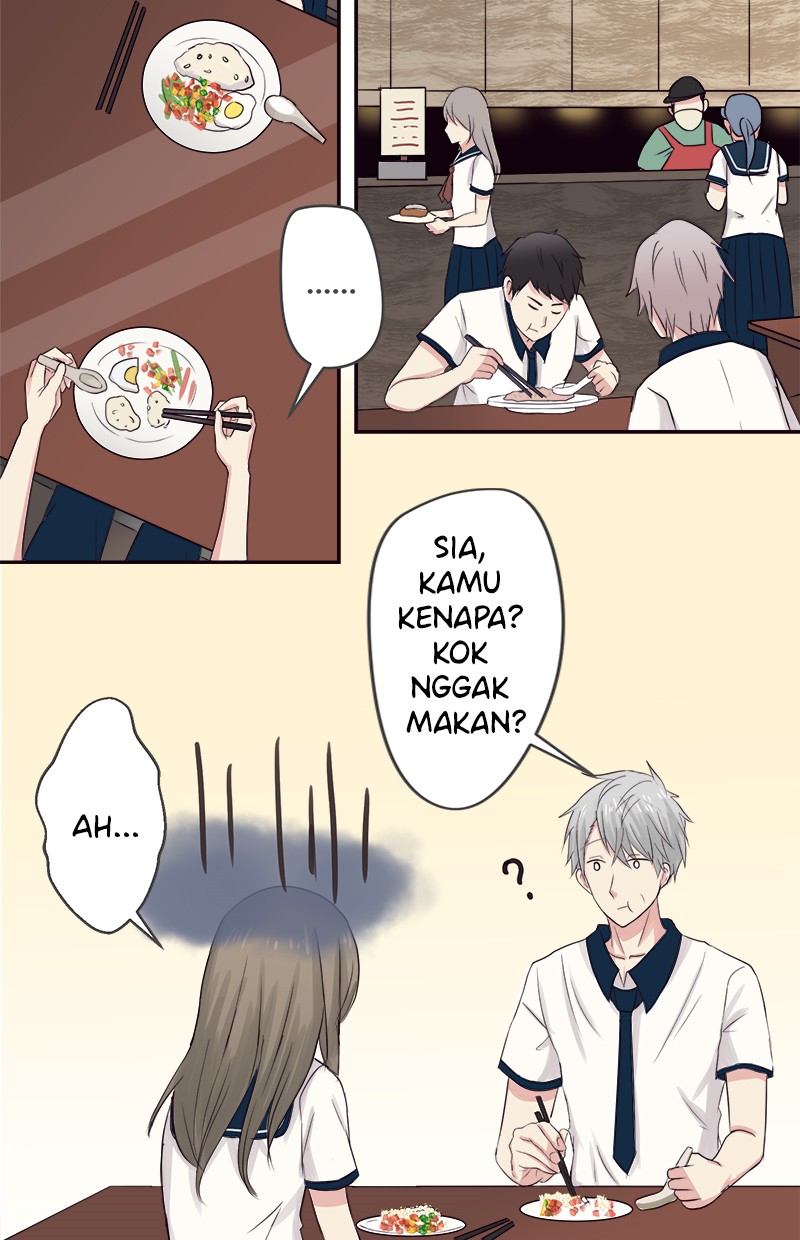 .......
SIA,
KAMU
KENAPA?
KOK
NGGAK
MAKAN?
AH...
?